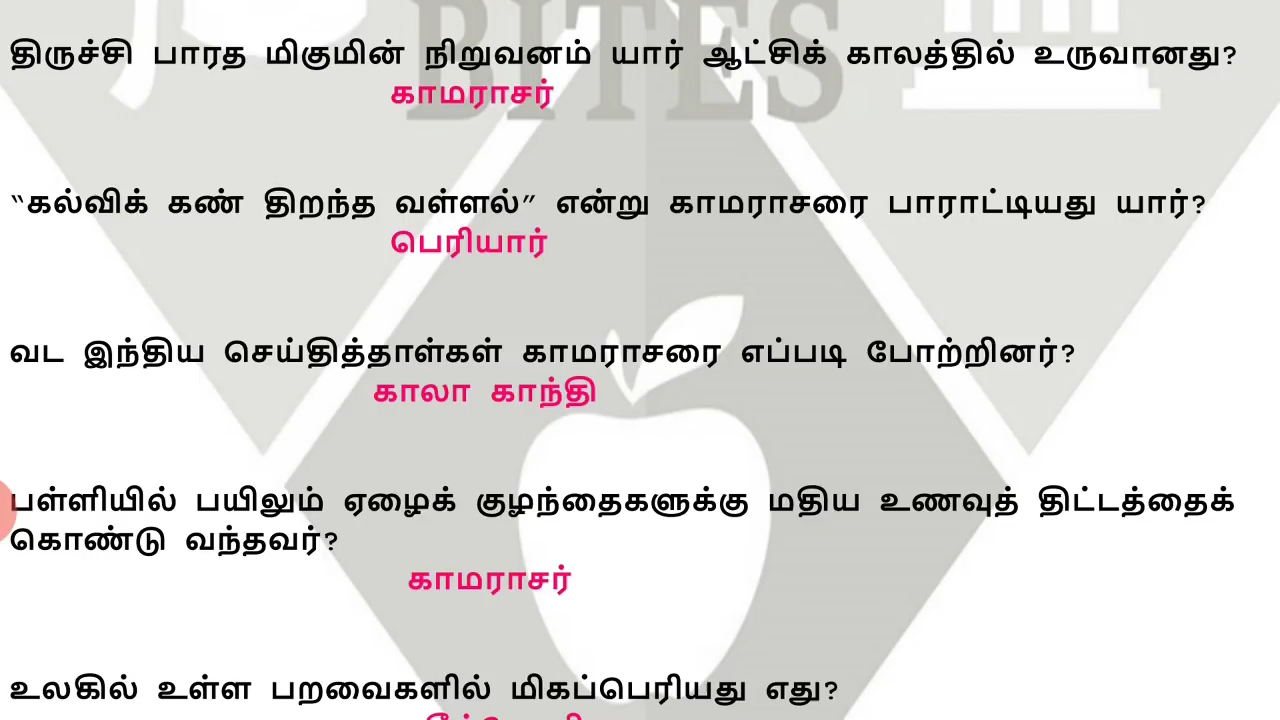 BITES
திருச்சி பாரத மிகுமின் நிறுவனம் யார் ஆட்சிக் காலத்தில் உருவானது?
காமராசர்
“கல்விக் கண் திறந்த வள்ளல்” என்று காமராசரை பாராட்டியது யார்?
பெரியார்
வட இந்திய செய்தித்தாள்கள் காமராசரை எப்படி போற்றினர்?
காலா காந்தி
பள்ளியில் பயிலும் ஏழைக் குழந்தைகளுக்கு மதிய உணவுத் திட்டத்தைக்
கொண்டு வந்தவர்?
காமராசர்
உலகில் உள்ள பறவைகளில் மிகப்பெரியது எது?